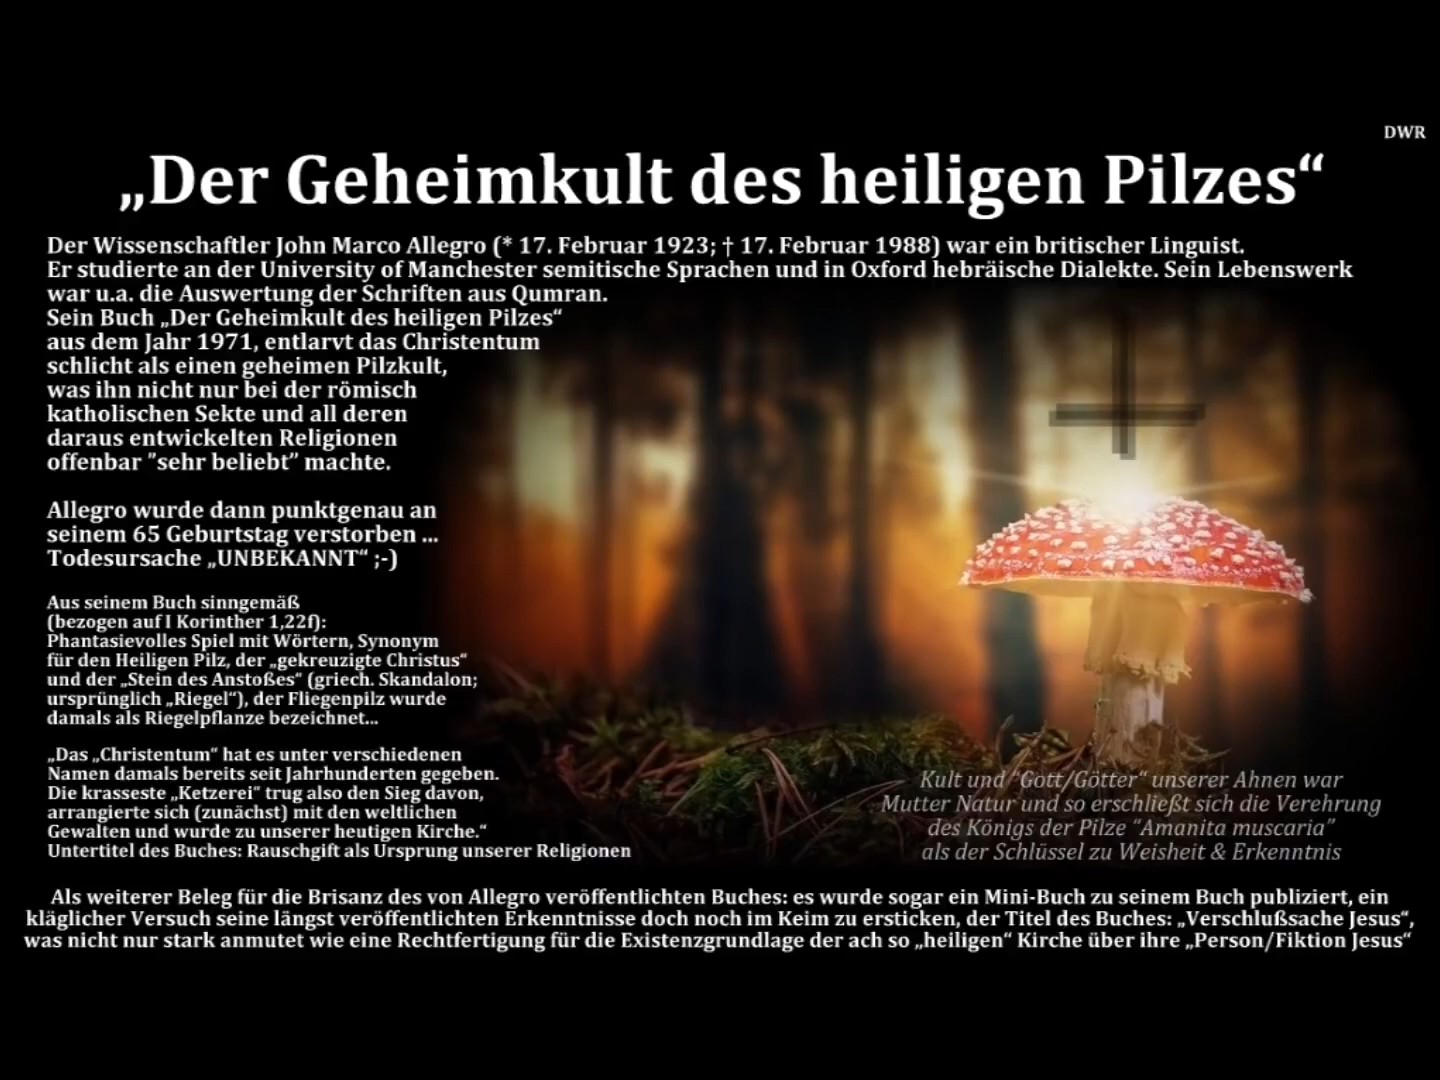 DWR
„Der Geheimkult des heiligen Pilzes“
Der Wissenschaftler John Marco Allegro (* 17. Februar 1923; † 17. Februar 1988) war ein britischer Linguist.
Er studierte an der University of Manchester semitische Sprachen und in Oxford hebräische Dialekte. Sein Lebenswerk
war u.a. die Auswertung der Schriften aus Qumran.
Sein Buch „Der Geheimkult des heiligen Pilzes“
aus dem Jahr 1971, entlarvt das Christentum
schlicht als einen geheimen Pilzkult,
was ihn nicht nur bei der römisch
katholischen Sekte und all deren
daraus entwickelten Religionen
offenbar ”sehr beliebt” machte.
Allegro wurde dann punktgenau an
seinem 65 Geburtstag verstorben ...
Todesursache „UNBEKANNT“ ;-)
Aus seinem Buch sinngemäß
(bezogen auf I Korinther 1,22f):
Phantasievolles Spiel mit Wörtern, Synonym
für den Heiligen Pilz, der „gekreuzigte Christus“
und der „Stein des Anstoßes“ (griech. Skandalon;
ursprünglich „Riegel“), der Fliegenpilz wurde
damals als Riegelpflanze bezeichnet...
„Das „Christentum“ hat es unter verschiedenen
Namen damals bereits seit Jahrhunderten gegeben.
Die krasseste „Ketzerei“ trug also den Sieg davon,
arrangierte sich (zunächst) mit den weltlichen
Gewalten und wurde zu unserer heutigen Kirche.“
Untertitel des Buches: Rauschgift als Ursprung unserer Religionen
Kult und “Gott/Götter“ unserer Ahnen war
Mutter Natur und so erschließt sich die Verehrung
des Königs der Pilze “Amanita muscaria”
als der Schlüssel zu Weisheit & Erkenntnis
Als weiterer Beleg für die Brisanz des von Allegro veröffentlichten Buches: es wurde sogar ein Mini-Buch zu seinem Buch publiziert, ein
kläglicher Versuch seine längst veröffentlichten Erkenntnisse doch noch im Keim zu ersticken, der Titel des Buches: „Verschlußsache Jesus“,
was nicht nur stark anmutet wie eine Rechtfertigung für die Existenzgrundlage der ach so „heiligen“ Kirche über ihre „Person/Fiktion Jesus“